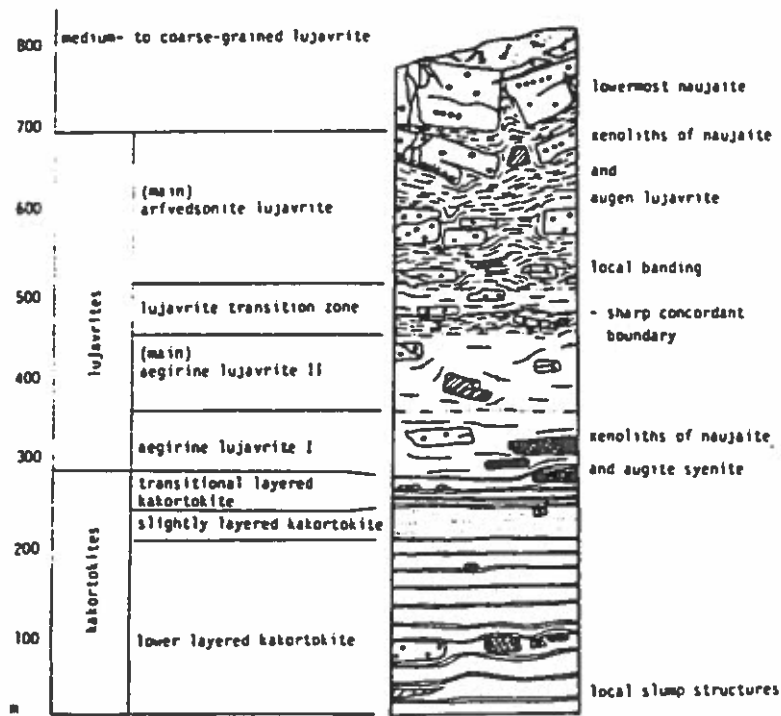 800
medium- to coarse-grained lujavrite
700
(main)
arfvedsonite lujavrite
600
500
lujavrite transition zone
(main)
aegirine lujavrite II
400
aegirine lujavrite I
300
transitional layered
kakortokite
slightly layered kakortokite
200
100
lower layered kakortokite
m
lujavrites
kakortokites
lowermost naujaite
xenoliths of naujaite
and
augen lujavrite
local banding
- sharp concordant
boundary
xenoliths of naujaite
and augite syenite
local slump structures